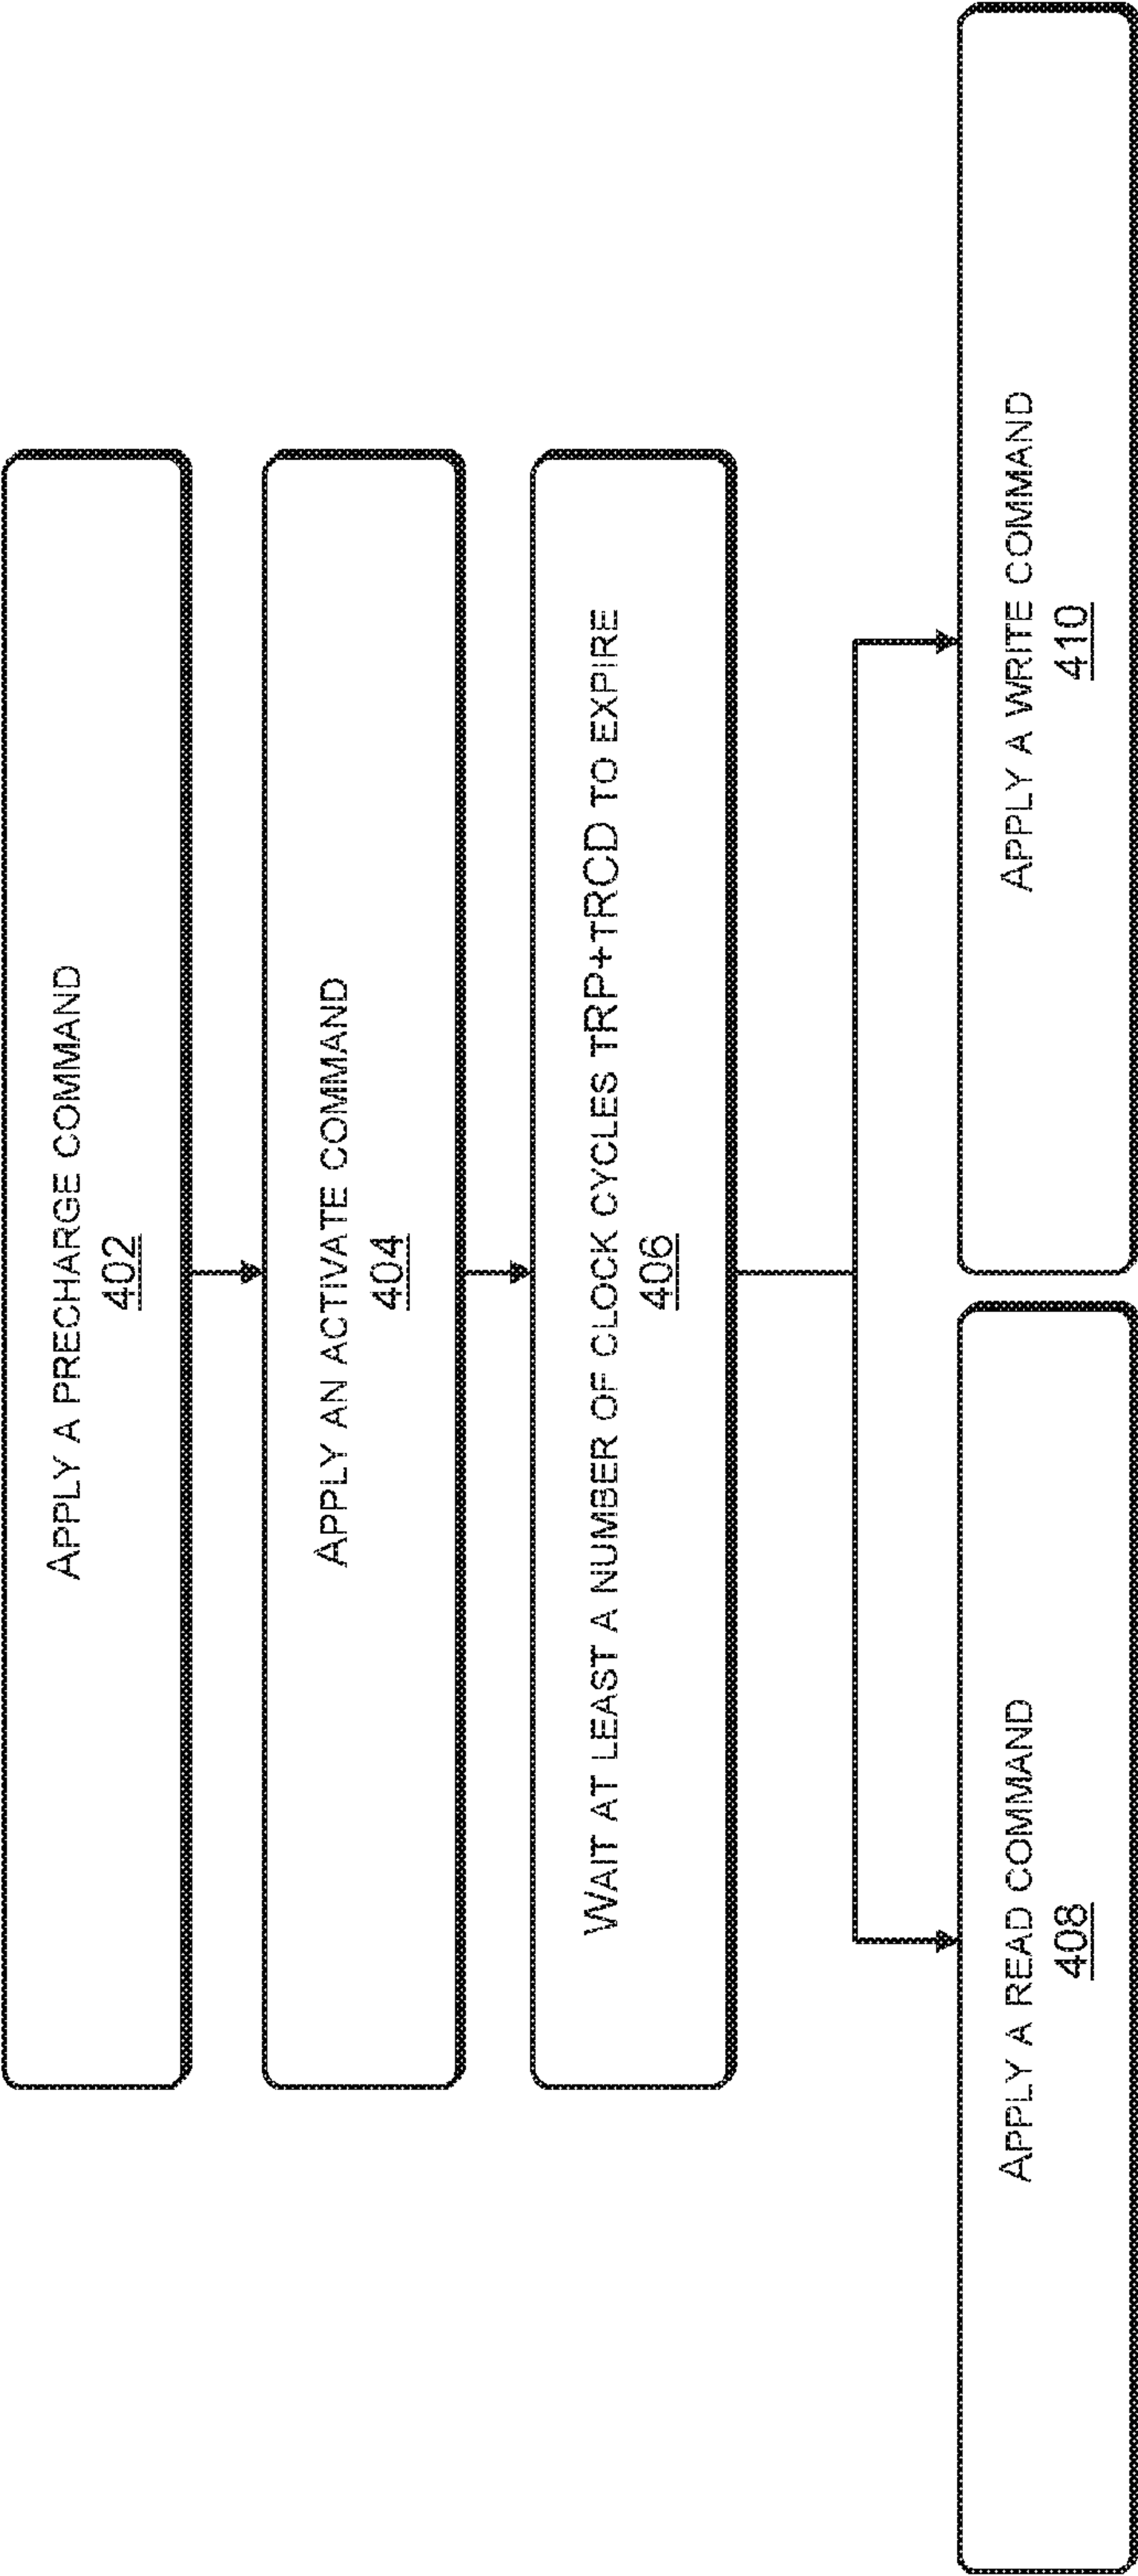 APPLY A PRECHARGE COMMAND
402
APPLY AN ACTIVATE COMMAND
404
WAIT AT LEAST A NUMBER OF CLOCK CYCLES TRP+TRCD TO EXPIRE
406
APPLY A READ COMMAND
408
APPLY A WRITE COMMAND
410